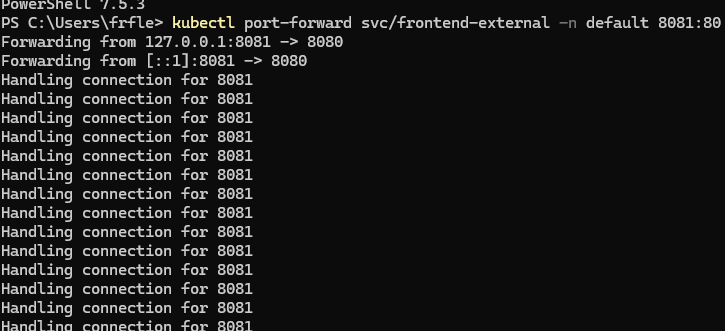 PowerShell 7.5.3
PS C:\Users\frfle> kubectl port-forward svc/frontend-external -n default 8081:80
Forwarding from 127.0.0.1:8081 -> 8080
Forwarding from [::1]:8081 -> 8080
Handling connection for 8081
Handling connection for 8081
Handling connection for 8081
Handling connection for 8081
Handling connection for 8081
Handling connection for 8081
Handling connection for 8081
Handling connection for 8081
Handling connection for 8081
Handling connection for 8081
Handling connection for 8081
Handling connection for 8081
Handling connection for 8081
Handling connection for 8081